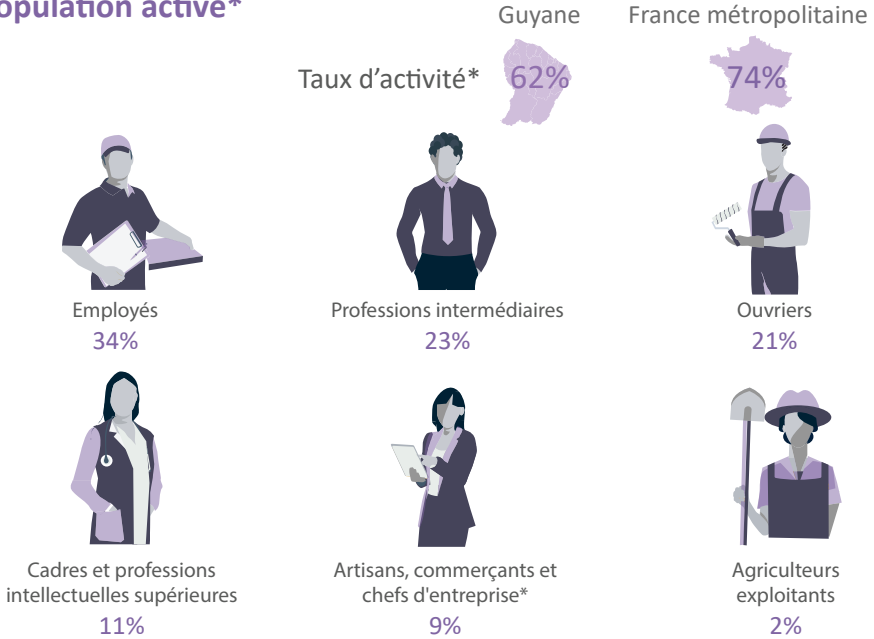 opulation active*
Guyane France métropolitaine
Taux d'activité* 62% 74%
Employés
34%
Professions intermédiaires
23%
Ouvriers
21%
Cadres et professions
intellectuelles supérieures
11%
Artisans, commerçants et
chefs d'entreprise*
9%
Agriculteurs
exploitants
2%